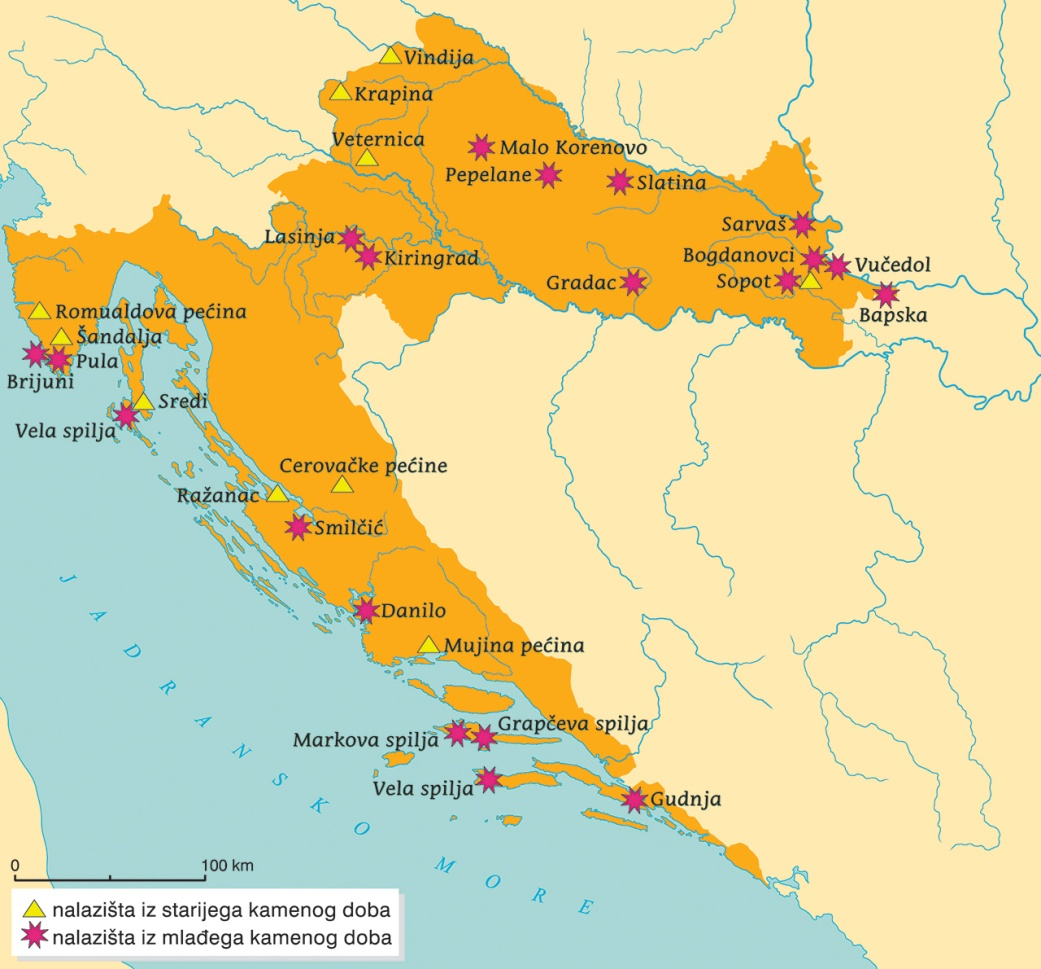 Vindija
Krapina
Veternica
Malo Korenovo
Pepelane
Slatina
Sarvaš
Lasinja
Kiringrad
Bogdanovci
Vučedol
Gradac
Sopot
Bapska
Romualdova pećina
Šandalja
Pula
Brijuni
Sredi
Vela spilja
Cerovačke pećine
Ražanac
Smilčić
Danilo
Mujina pećina
Grapčeva spilja
Markova spilja
Vela spilja
Gudnja
JADRANSKO MORE
0 100 km
nalazišta iz starijega kamenog doba
nalazišta iz mlađega kamenog doba